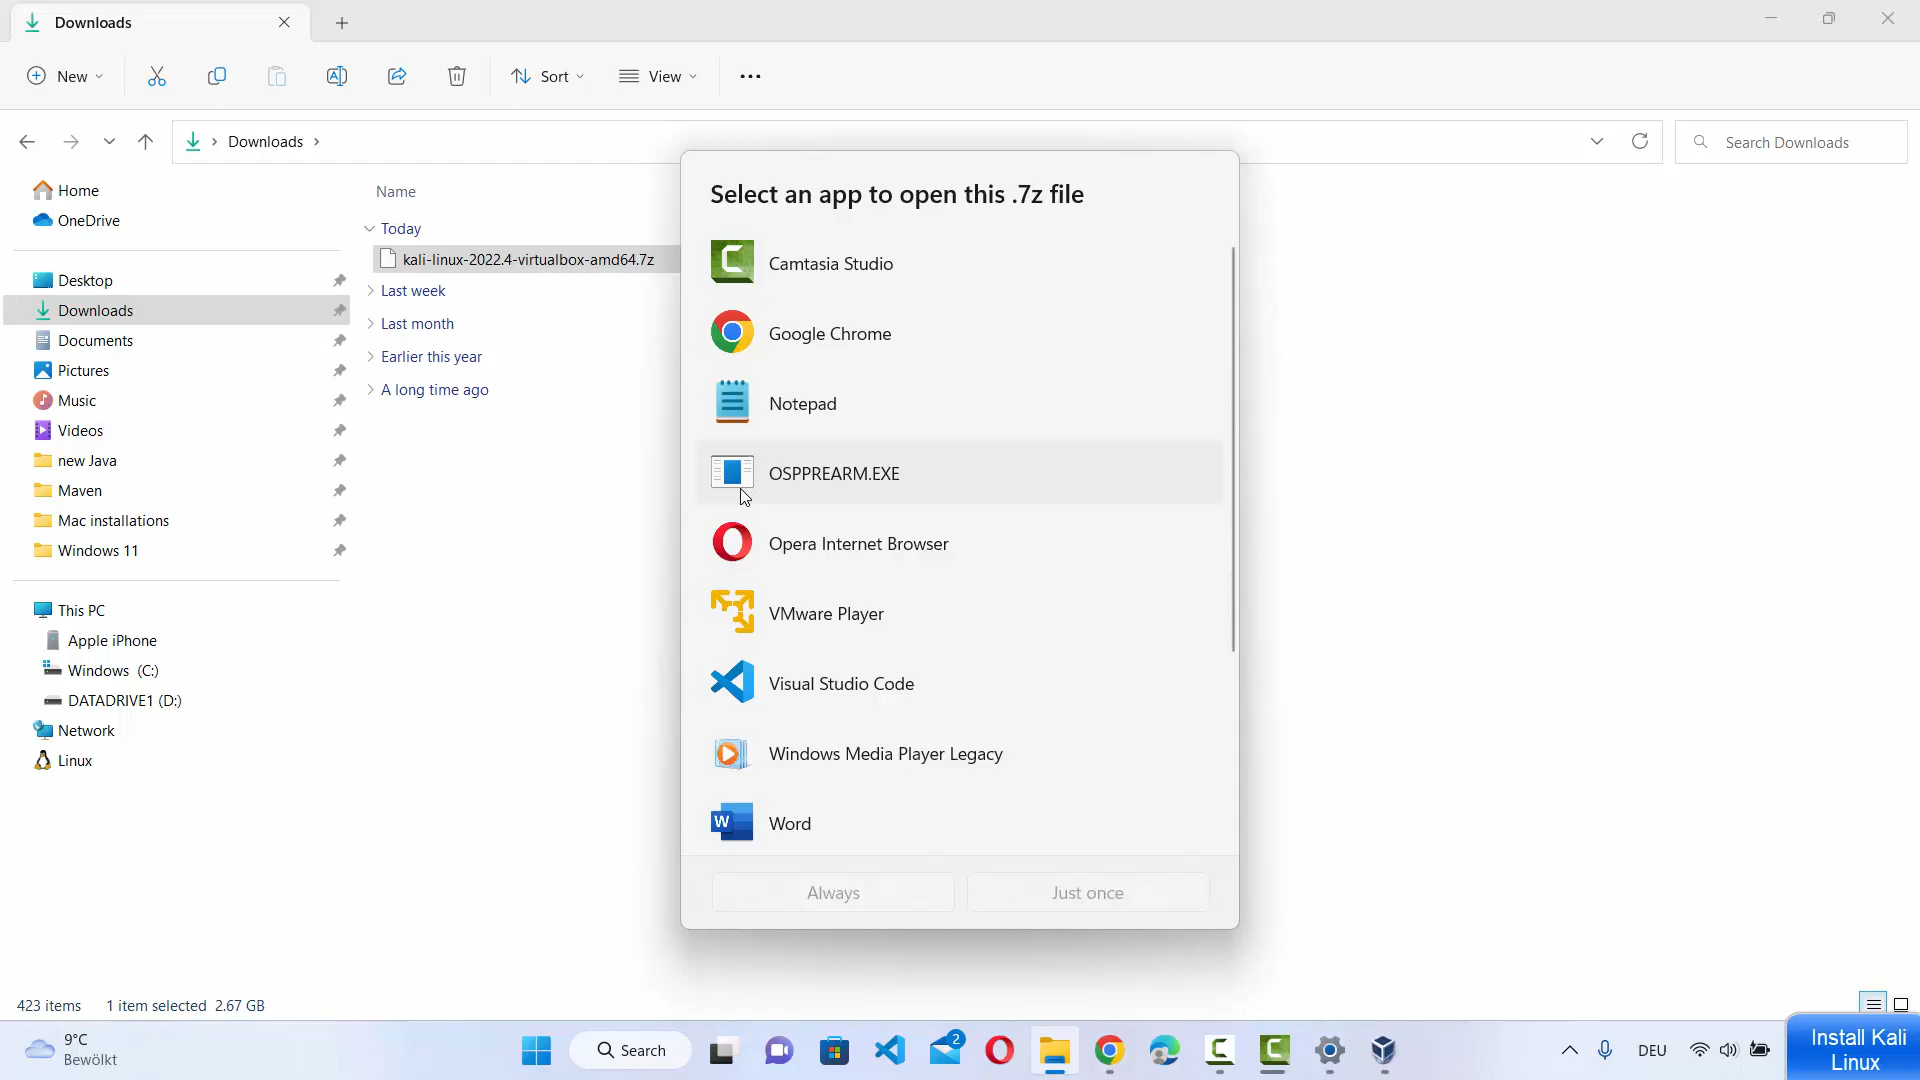 Downloads
New
Sort
View
Downloads
Search Downloads
Home
OneDrive
Desktop
Downloads
Documents
Pictures
Music
Videos
new Java
Maven
Mac installations
Windows 11
This PC
Apple iPhone
Windows (C:)
DATADRIVE1 (D:)
Network
Linux
Name
Today
kali-linux-2022.4-virtualbox-amd64.7z
Last week
Last month
Earlier this year
A long time ago
Select an app to open this .7z file
Camtasia Studio
Google Chrome
Notepad
OSPPREARM.EXE
Opera Internet Browser
VMware Player
Visual Studio Code
Windows Media Player Legacy
W Word
Always Just once
423 items 1 item selected 2.67 GB
9°C
Bewölkt
Search
2
DEU
Install Kali
Linux